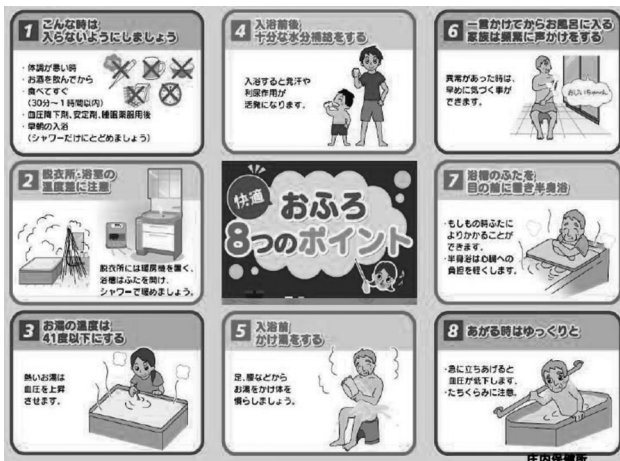 1 こんな時は
入らないようにしましょう
・体調が悪い時
・お酒を飲んでから
・食べてすぐ
(30分~1時間以内)
・血圧降下剤、安定剤、睡眠薬服用後
・早朝の入浴
(シャワーだけにとどめましょう)
2 脱衣所・浴室の
温度差に注意
脱衣所には暖房機を置く、
浴槽はふたを開け、
シャワーで暖めましょう。
3 お湯の温度は
41度以下にする
熱いお湯は
血圧を上昇
させます。
4 入浴前後
十分な水分補給をする
入浴すると発汗や
利尿作用が
活発になります。
快適
おふろ
8つのポイント
5 入浴前
かけ湯をする
足、腰などから
お湯をかけ体を
慣らしましょう。
6 一言かけてからお風呂に入る
家族は頻繁に声かけをする
異常があった時は、
早めに気づく事が
できます。
おじいちゃーん
7 浴槽のふたを
目の前に置き半身浴
・もしもの時ふたに
よりかかることが
できます。
・半身浴は心臓への
負担を軽くします。
8 あがる時はゆっくりと
・急に立ちあげると
血圧が低下します。
・たちくらみに注意。
庄内保健所